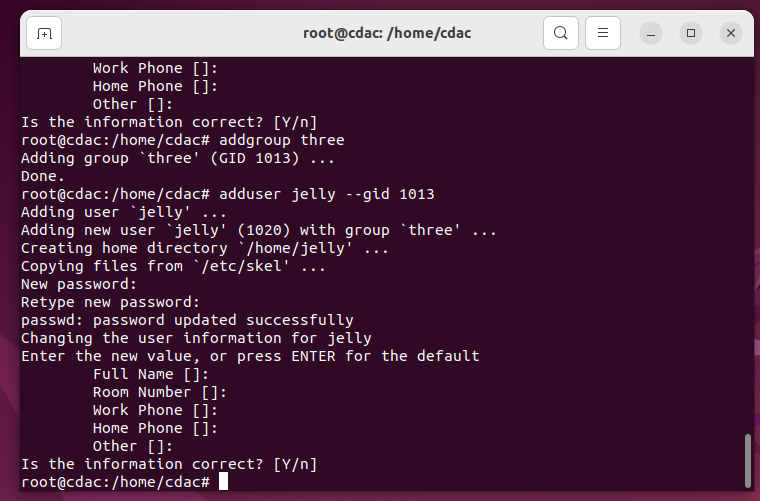 root@cdac: /home/cdac
Work Phone []:
Home Phone []:
Other []:
Is the information correct? [Y/n]
root@cdac:/home/cdac# addgroup three
Adding group `three' (GID 1013) ...
Done.
root@cdac:/home/cdac# adduser jelly --gid 1013
Adding user `jelly' ...
Adding new user `jelly' (1020) with group `three' ...
Creating home directory `/home/jelly' ...
Copying files from `/etc/skel' ...
New password:
Retype new password:
passwd: password updated successfully
Changing the user information for jelly
Enter the new value, or press ENTER for the default
Full Name []:
Room Number []:
Work Phone []:
Home Phone []:
Other []:
Is the information correct? [Y/n]
root@cdac:/home/cdac#